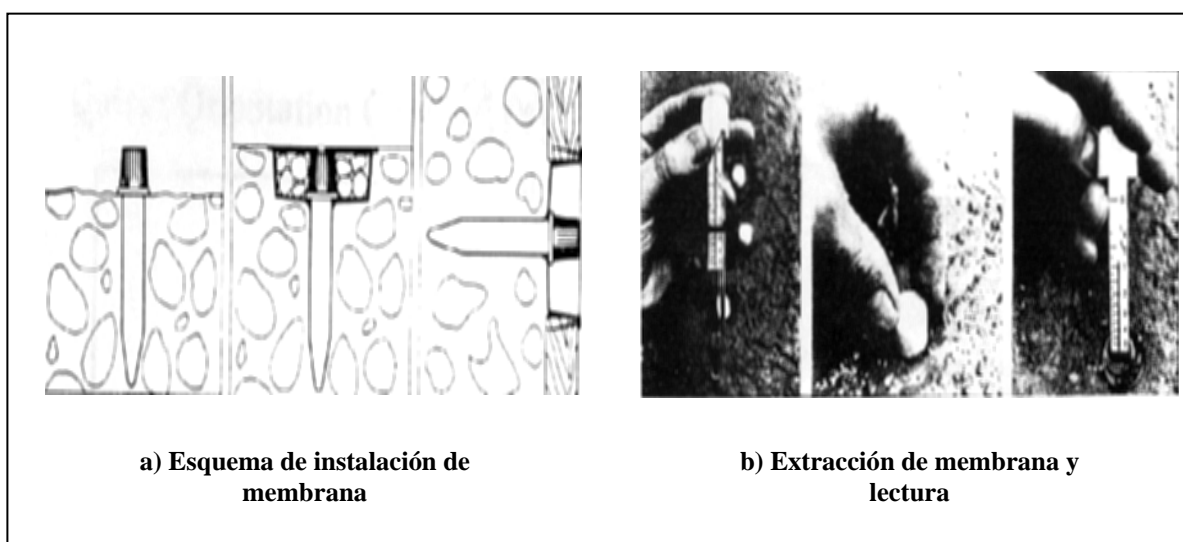 a) Esquema de instalación de
membrana
b) Extracción de membrana y
lectura